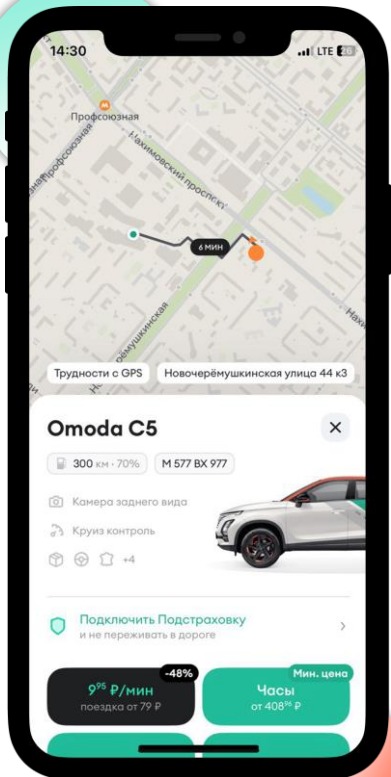 14:30
LTE
Профсоюзная
Нахимовский проспект
Профсоюзная
6 мин
Трудности с GPS
Новочерёмушкинская улица 44 к3
Omoda C5
300 км · 70%
М 577 ВХ 977
Камера заднего вида
Круиз контроль
+4
Подключить Подстраховку
и не переживать в дороге
-48%
9⁹⁵ ₽/мин
поездка от 79 ₽
Мин. цена
Часы
от 408⁹⁶ ₽